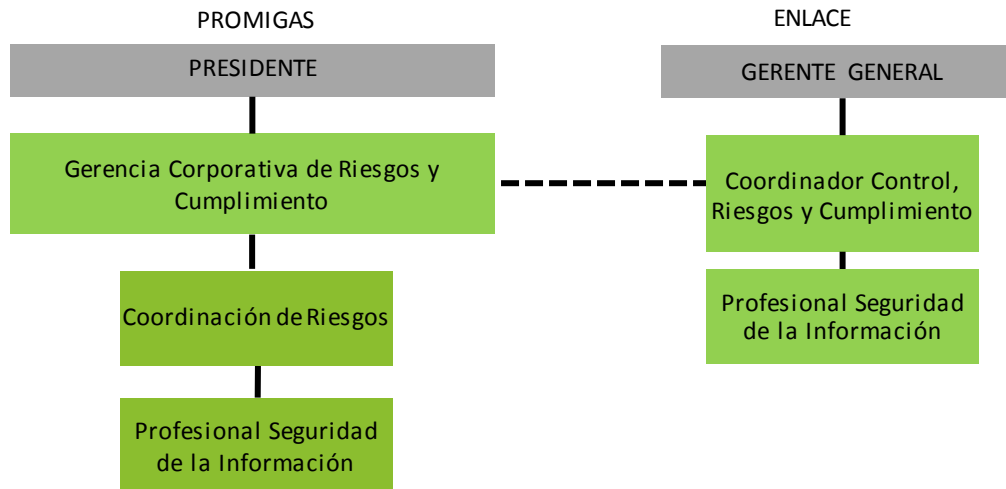 PROMIGAS
PRESIDENTE
Gerencia Corporativa de Riesgos y
Cumplimiento
Coordinación de Riesgos
Profesional Seguridad
de la Información
ENLACE
GERENTE GENERAL
Coordinador Control,
Riesgos y Cumplimiento
Profesional Seguridad
de la Información